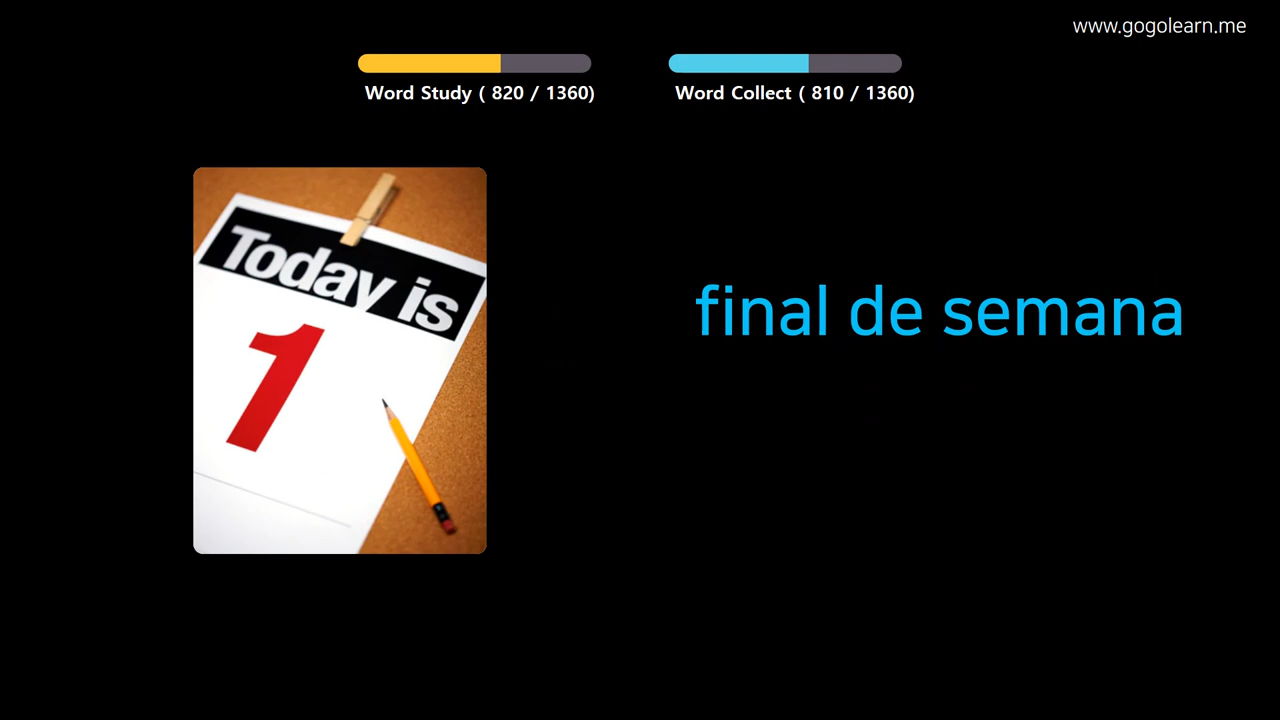 www.gogolearn.me
Word Study ( 820 / 1360)
Word Collect ( 810 / 1360)
Today is
1
final de semana